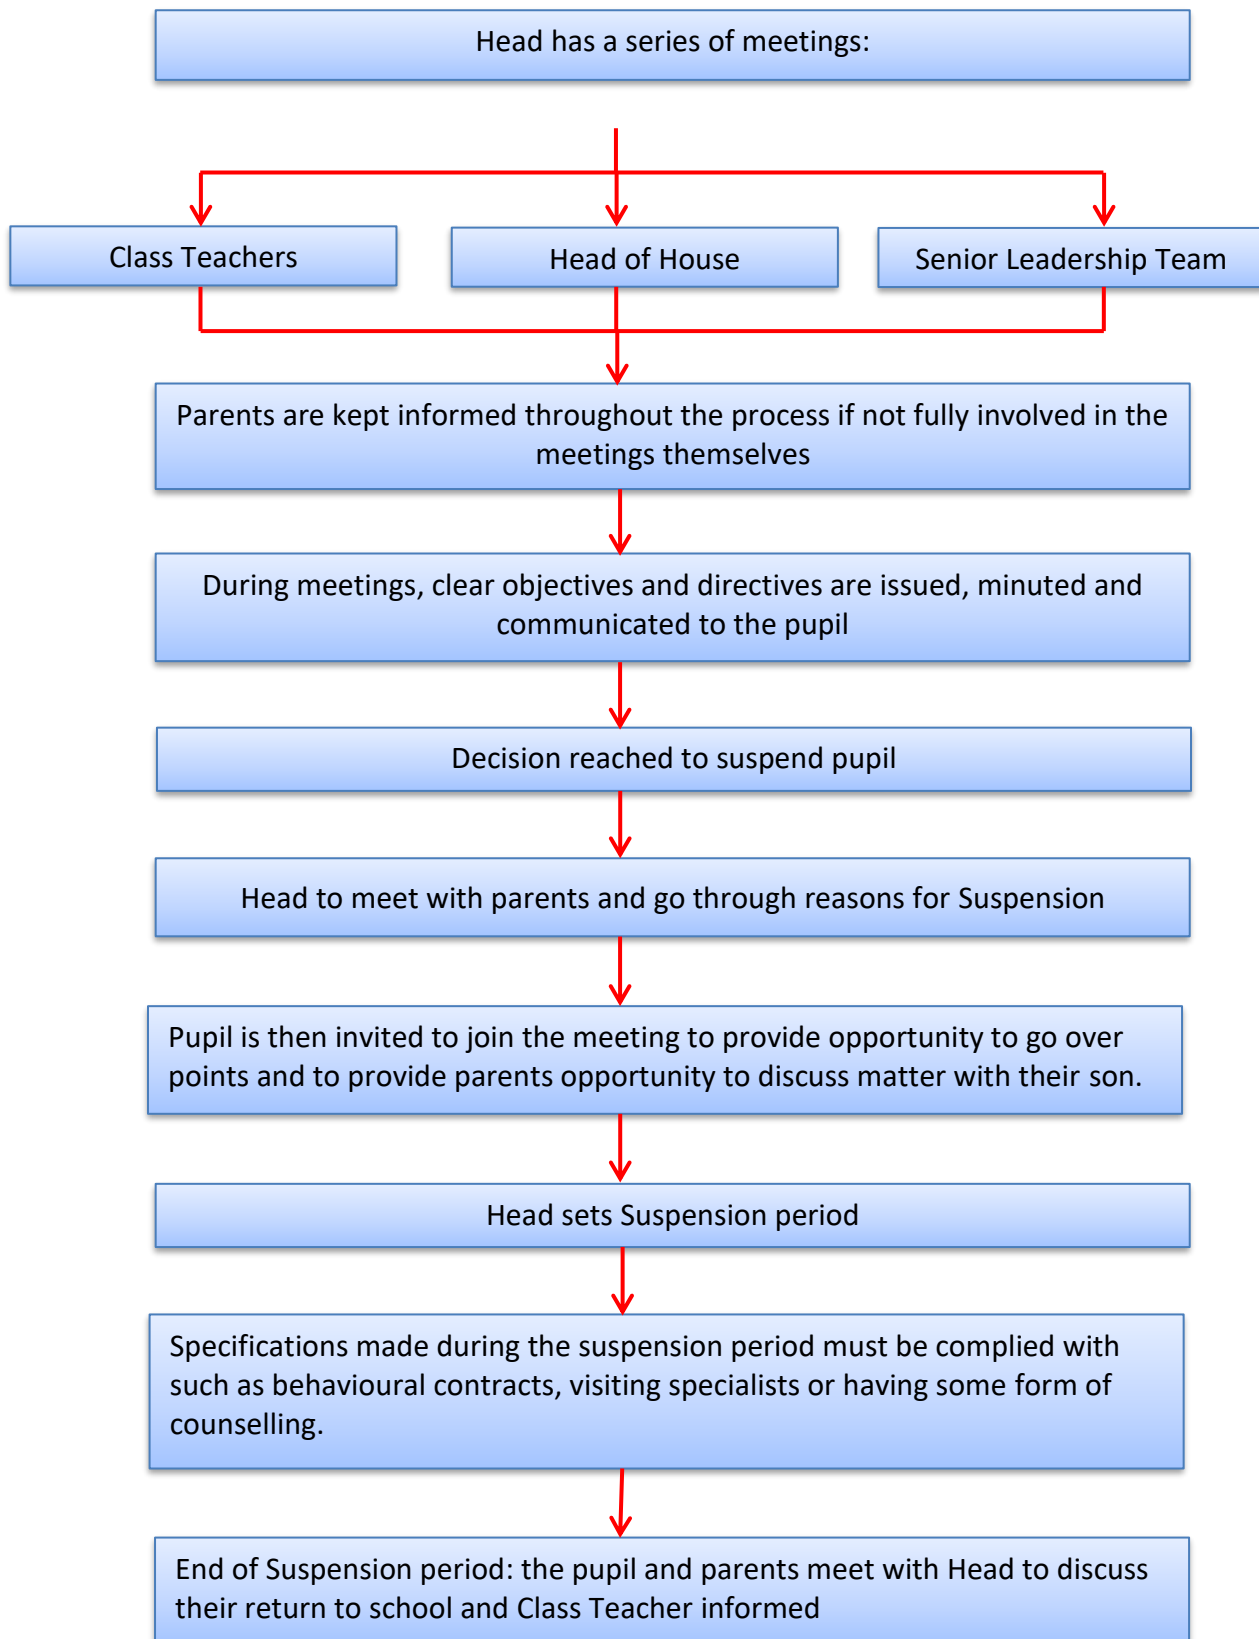 Head has a series of meetings:
Class Teachers
Head of House
Senior Leadership Team
Parents are kept informed throughout the process if not fully involved in the
meetings themselves
During meetings, clear objectives and directives are issued, minuted and
communicated to the pupil
Decision reached to suspend pupil
Head to meet with parents and go through reasons for Suspension
Pupil is then invited to join the meeting to provide opportunity to go over
points and to provide parents opportunity to discuss matter with their son.
Head sets Suspension period
Specifications made during the suspension period must be complied with
such as behavioural contracts, visiting specialists or having some form of
counselling.
End of Suspension period: the pupil and parents meet with Head to discuss
their return to school and Class Teacher informed